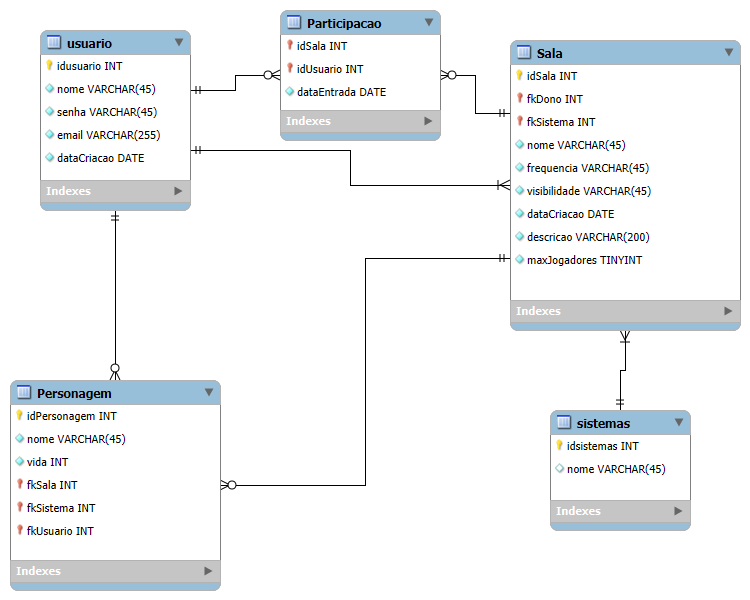 usuario
idusuario INT
nome VARCHAR(45)
senha VARCHAR(45)
email VARCHAR(255)
dataCriacao DATE
Indexes
Participacao
idSala INT
idUsuario INT
dataEntrada DATE
Indexes
Sala
idSala INT
fkDono INT
fkSistema INT
nome VARCHAR(45)
frequencia VARCHAR(45)
visibilidade VARCHAR(45)
dataCriacao DATE
descricao VARCHAR(200)
maxJogadores TINYINT
Indexes
Personagem
idPersonagem INT
nome VARCHAR(45)
vida INT
fkSala INT
fkSistema INT
fkUsuario INT
Indexes
sistemas
idsistemas INT
nome VARCHAR(45)
Indexes